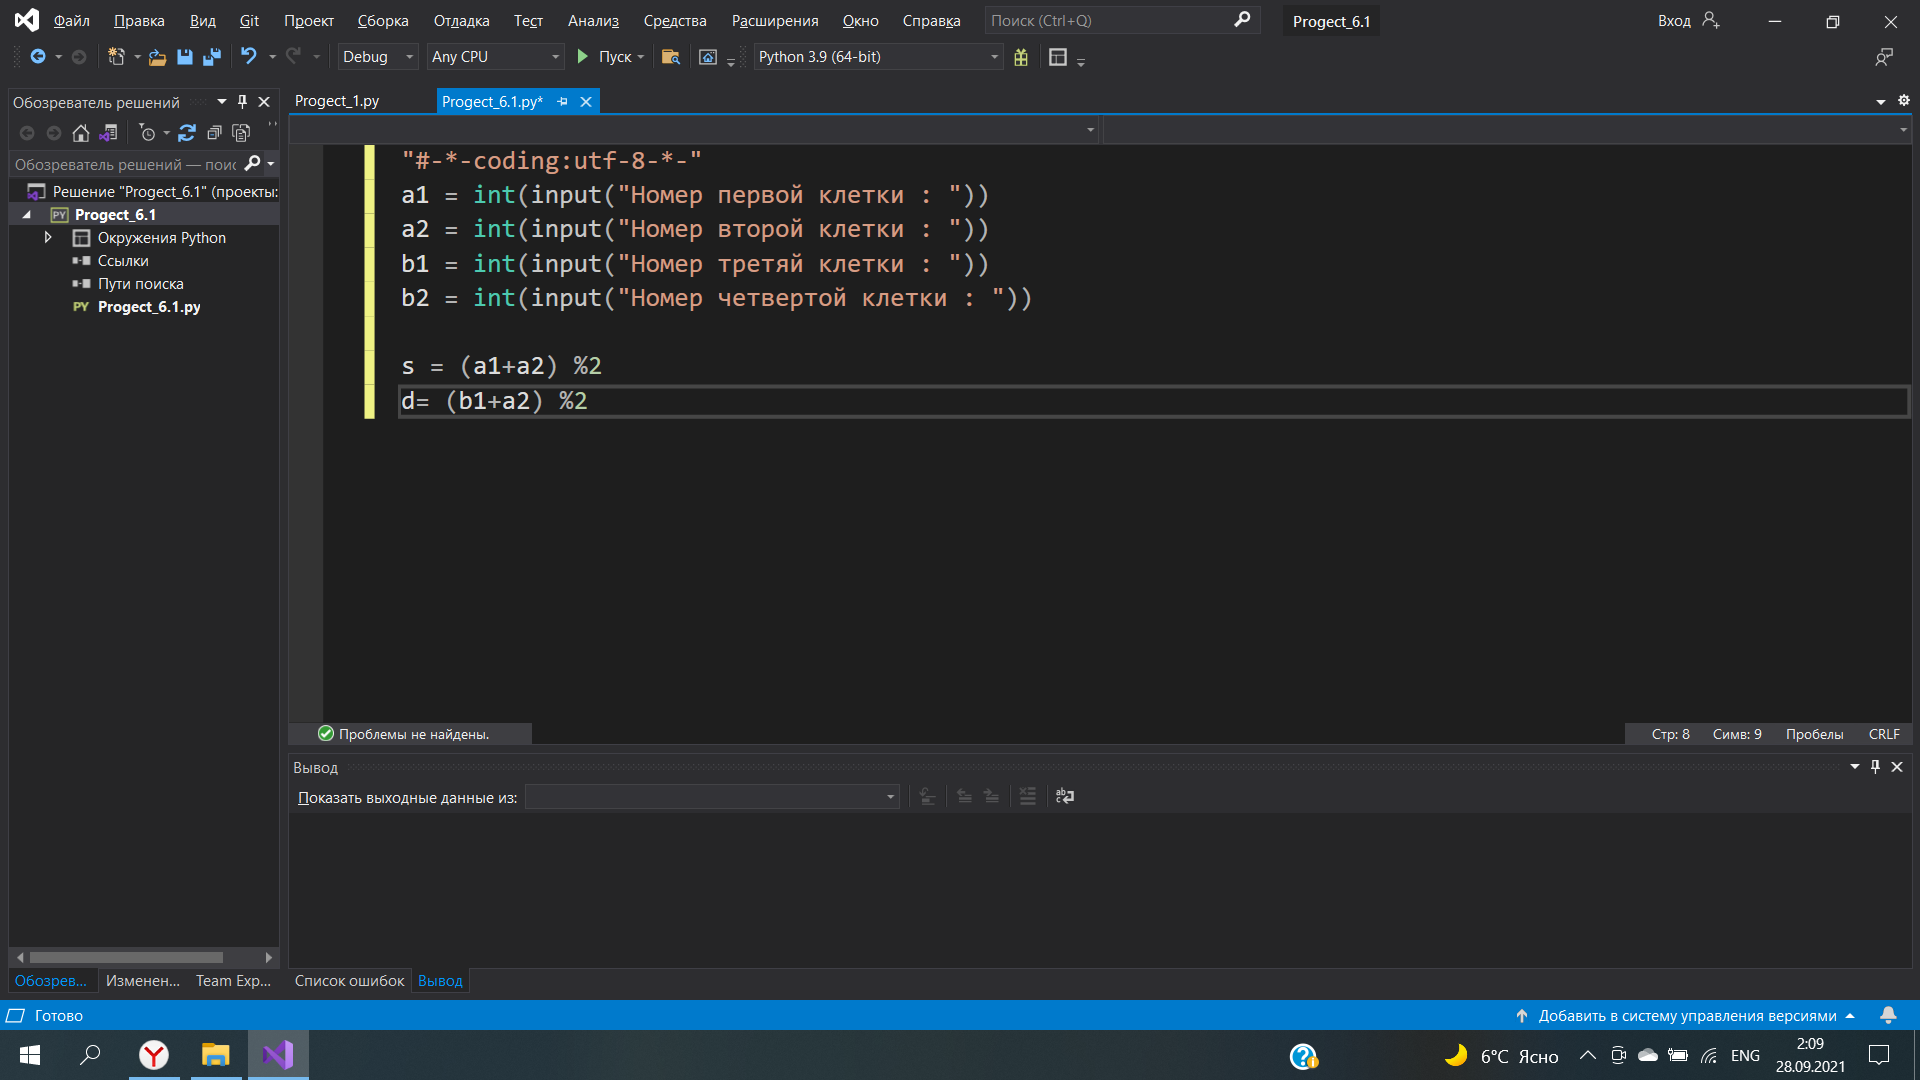 Файл Правка Вид Git Проект Сборка Отладка Тест Анализ Средства Расширения Окно Справка Поиск (Ctrl+Q) Progect_6.1 Вход
Debug Any CPU Пуск Python 3.9 (64-bit)
Обозреватель решений
Обозреватель решений — поис
Решение "Progect_6.1" (проекты:
PY Progect_6.1
Окружения Python
Ссылки
Пути поиска
PY Progect_6.1.py
Progect_1.py Progect_6.1.py*
"#-*-coding:utf-8-*-"
a1 = int(input("Номер первой клетки : "))
a2 = int(input("Номер второй клетки : "))
b1 = int(input("Номер третяй клетки : "))
b2 = int(input("Номер четвертой клетки : "))
s = (a1+a2) %2
d= (b1+a2) %2
Проблемы не найдены. Стр: 8 Симв: 9 Пробелы CRLF
Вывод
Показать выходные данные из:
Обозрев... Изменен... Team Exp... Список ошибок Вывод
Готово Добавить в систему управления версиями
6°C Ясно ENG 2:09
28.09.2021